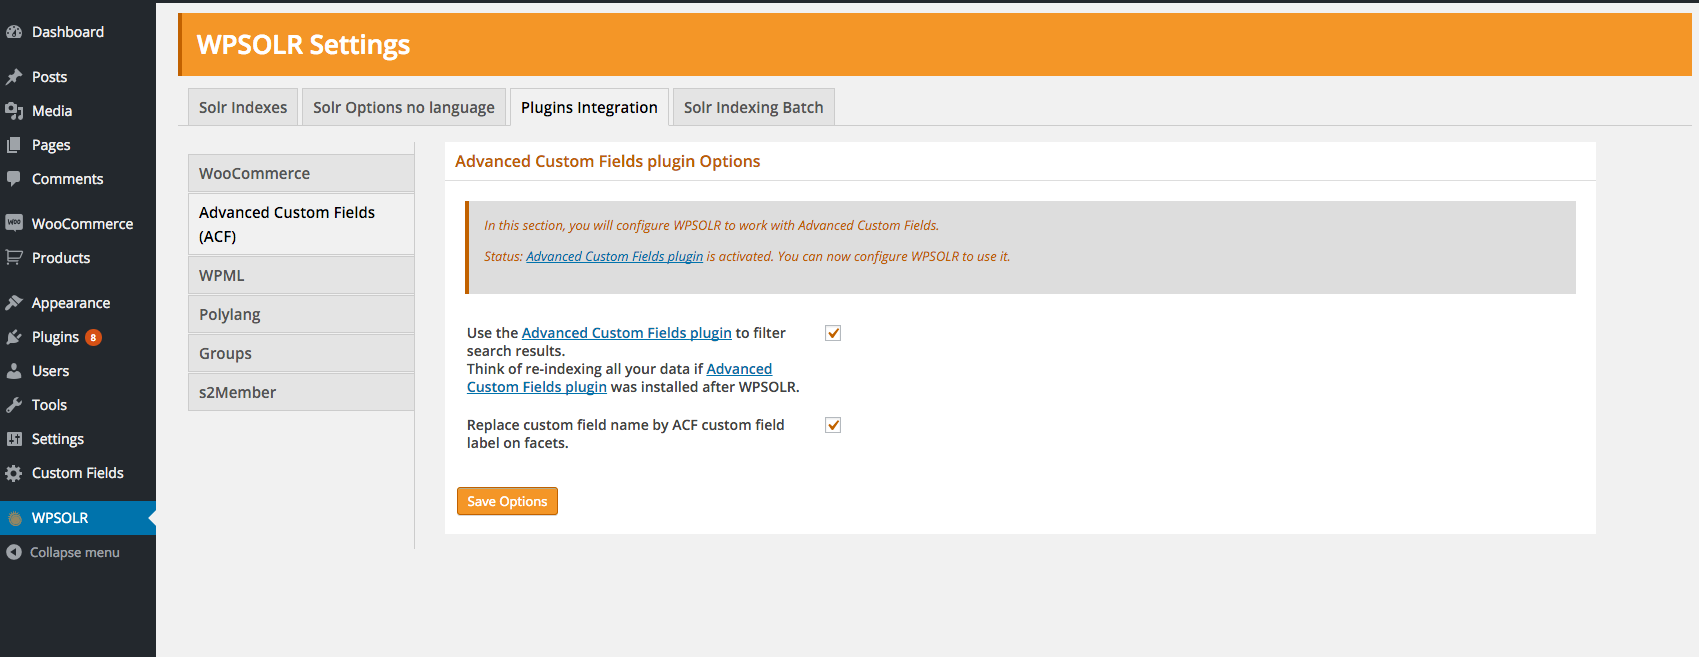 Dashboard
Posts
Media
Pages
Comments
WooCommerce
Products
Appearance
Plugins 8
Users
Tools
Settings
Custom Fields
WPSOLR
Collapse menu
WPSOLR Settings
Solr Indexes
Solr Options no language
Plugins Integration
Solr Indexing Batch
WooCommerce
Advanced Custom Fields
(ACF)
WPML
Polylang
Groups
s2Member
Advanced Custom Fields plugin Options
In this section, you will configure WPSOLR to work with Advanced Custom Fields.
Status: Advanced Custom Fields plugin is activated. You can now configure WPSOLR to use it.
Use the Advanced Custom Fields plugin to filter
search results.
Think of re-indexing all your data if Advanced
Custom Fields plugin was installed after WPSOLR.
Replace custom field name by ACF custom field
label on facets.
Save Options